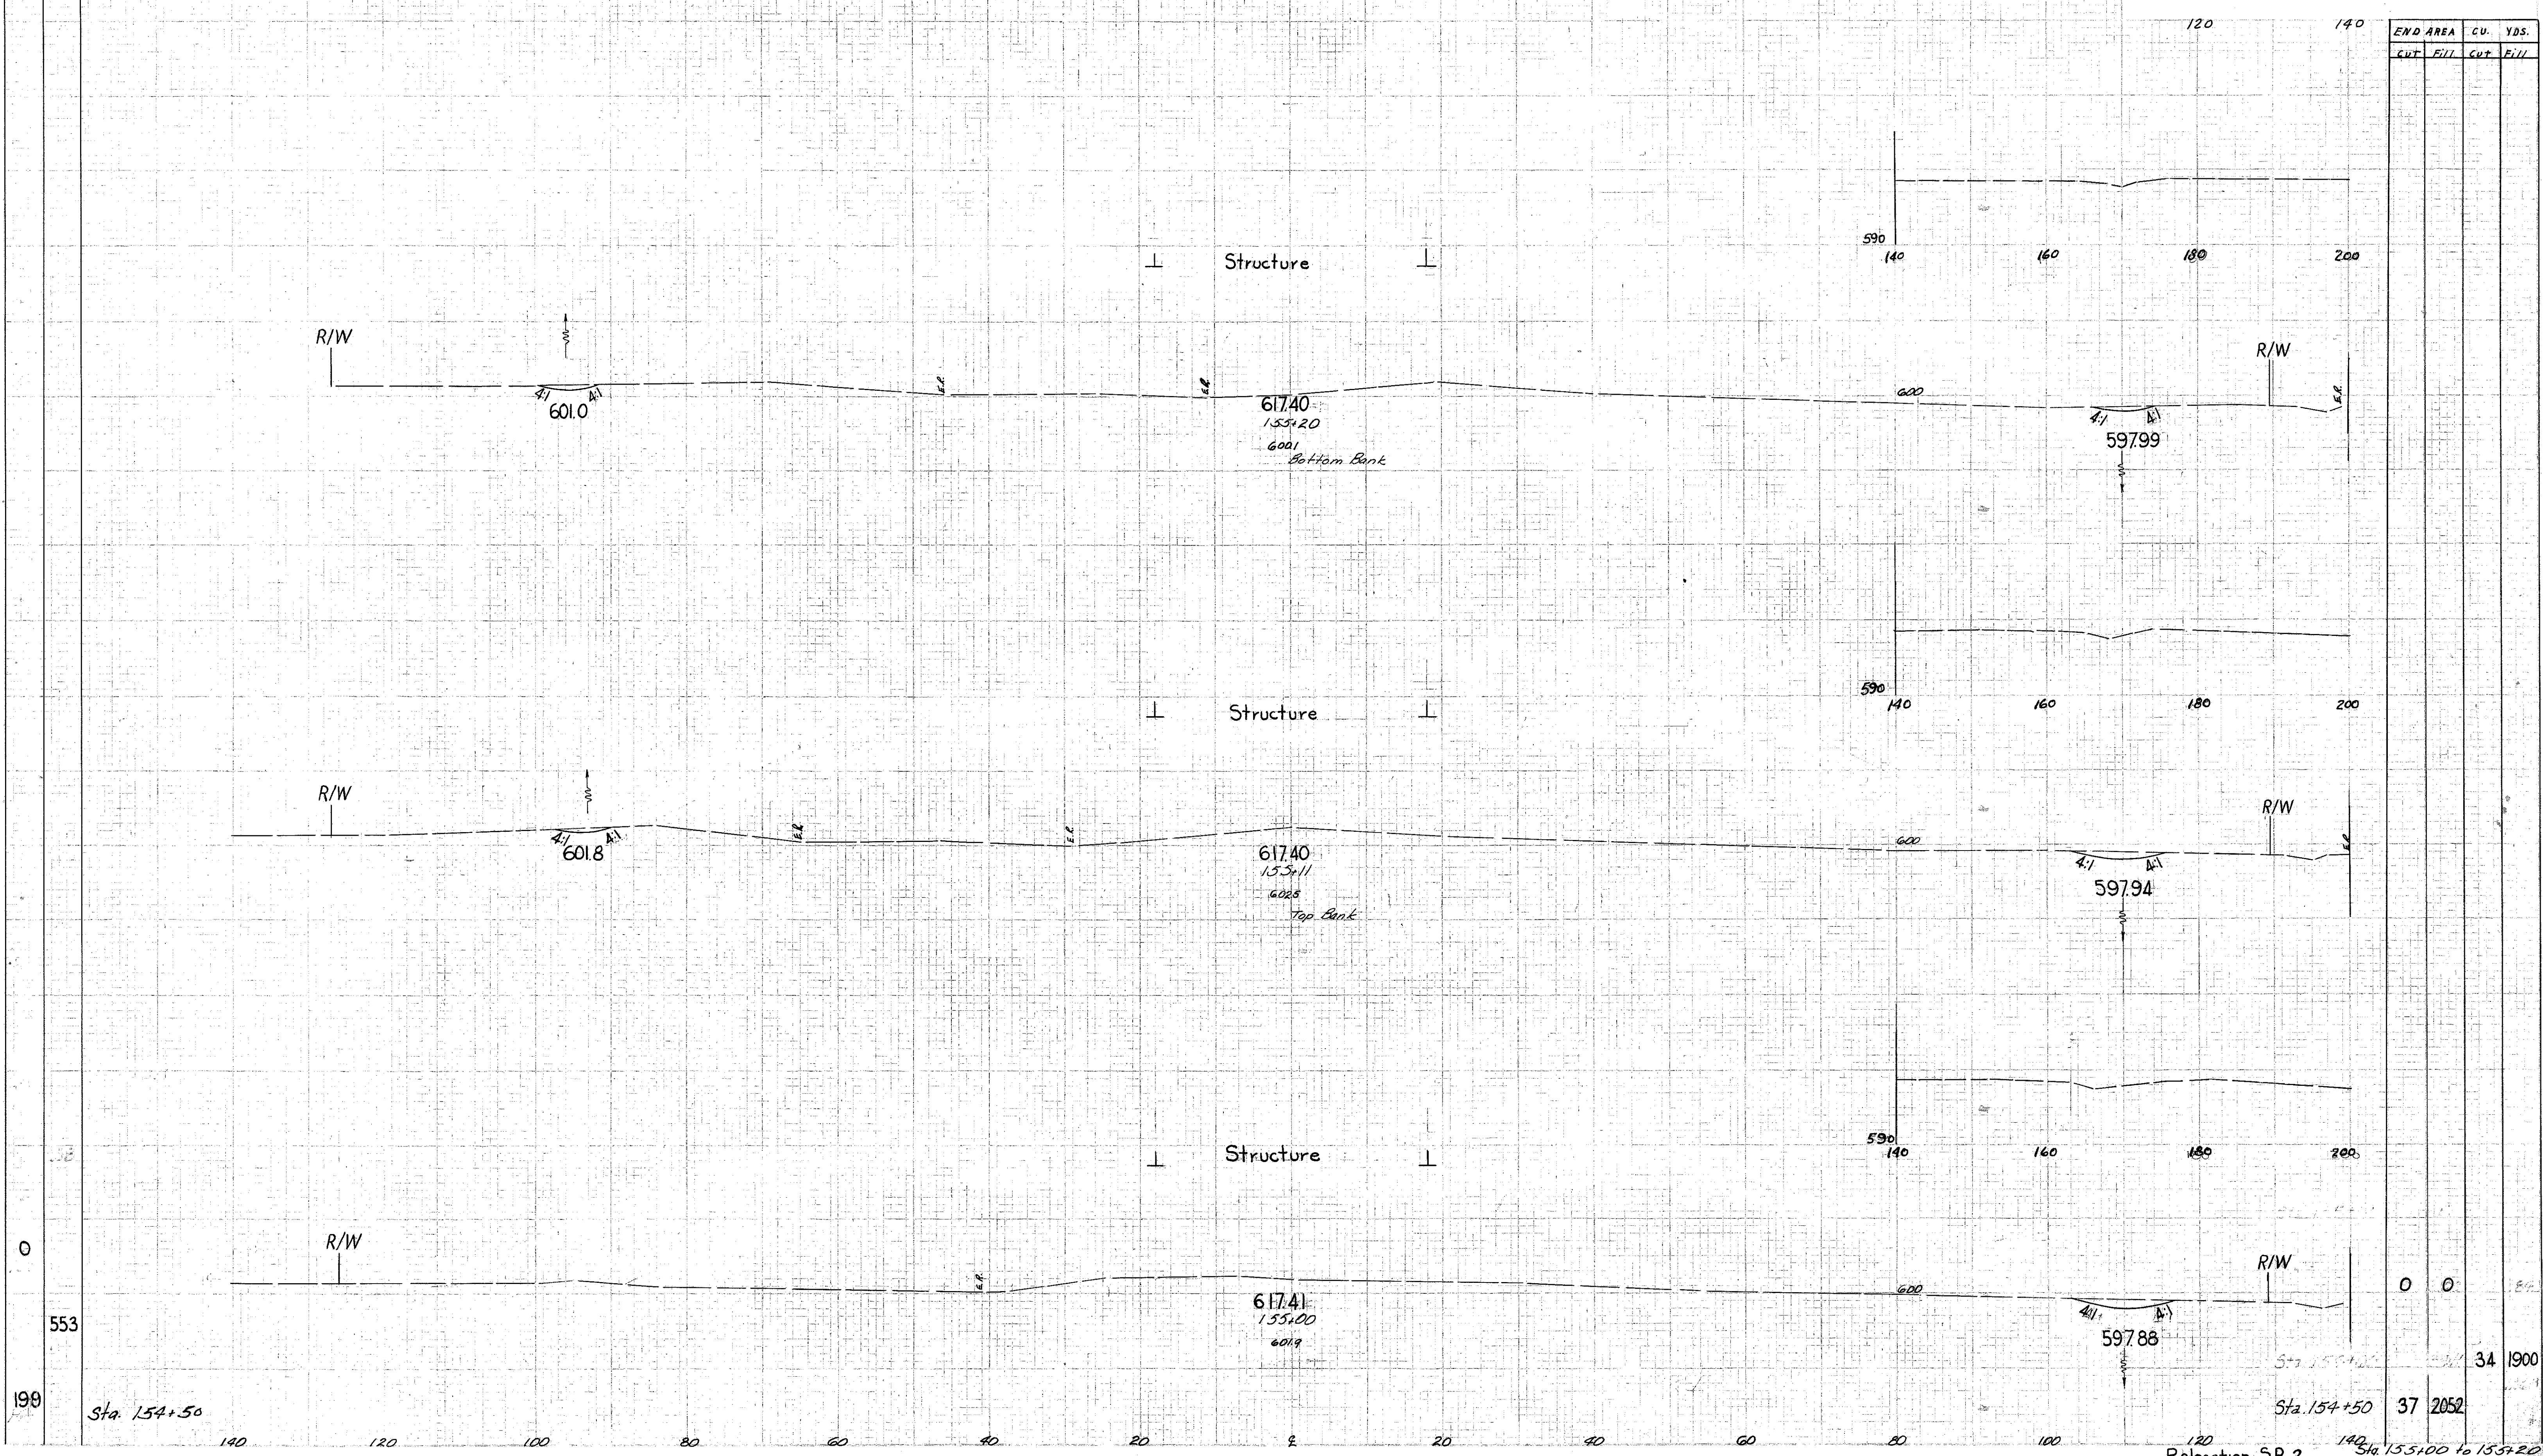 120 140
END AREA CU. YDS.
Cut Fill Cut Fill
590
140 160 180 200
Structure
R/W
R/W
E.R.
E.R.
E.R.
600
4:1 4:1
601.0
617.40
155+20
600.1
Bottom Bank
4:1 4:1
597.99
590
140 160 180 200
Structure
R/W
R/W
E.R.
E.R.
E.R.
600
4:1 4:1
601.8
617.40
155+11
602.5
Top Bank
4:1 4:1
597.94
590
140 160 180 200
Structure
R/W
R/W
0
E.R.
600
0 0
617.41
155+00
601.9
4:1 4:1
597.88
553
34 1900
199
Sta. 154+50
Sta. 154+50 37 2052
140 120 100 80 60 40 20 ℄ 20 40 60 80 100 120 140
Sta. 155+00 to 155+20